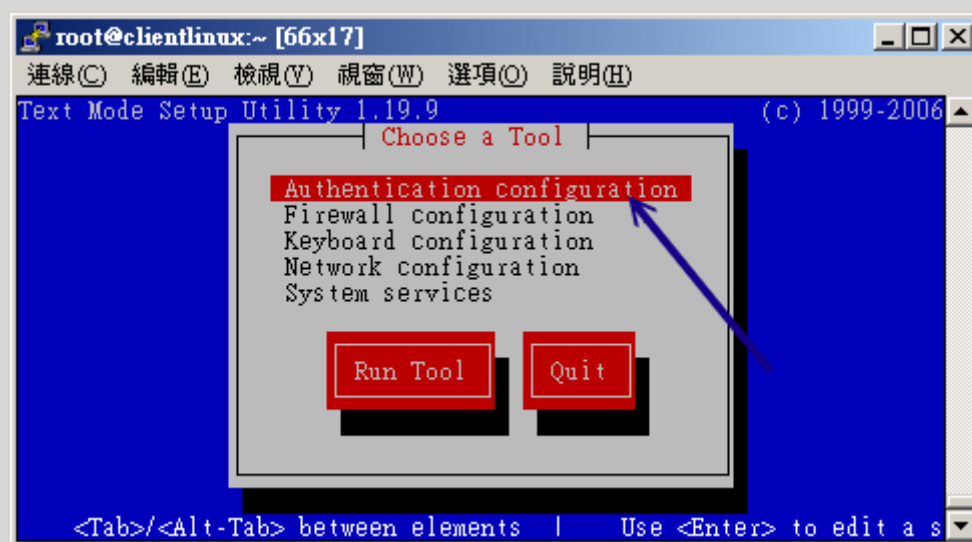 root@clientlinux:~ [66x17]
連線(C) 編輯(E) 檢視(V) 視窗(W) 選項(O) 說明(H)
Text Mode Setup Utility 1.19.9 (c) 1999-2006
Choose a Tool
Authentication configuration
Firewall configuration
Keyboard configuration
Network configuration
System services
Run Tool Quit
<Tab>/<Alt-Tab> between elements | Use <Enter> to edit a s